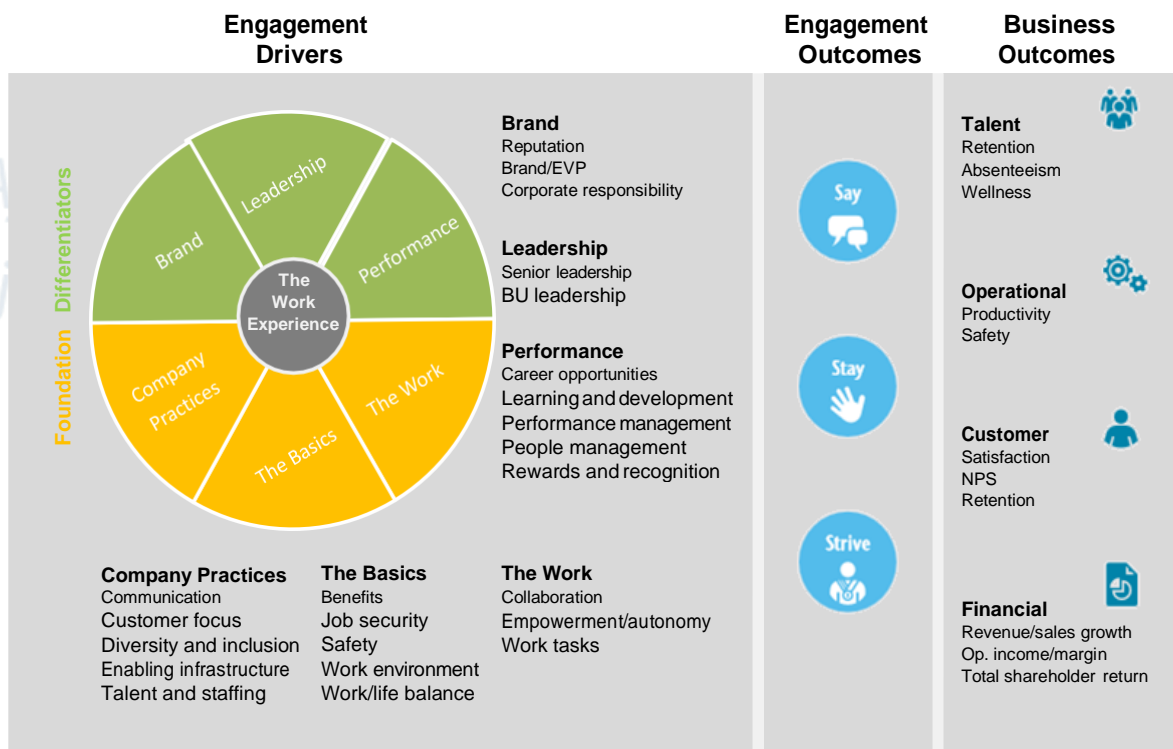 Engagement
Drivers
Engagement
Outcomes
Business
Outcomes
Differentiators
Foundation
Brand
Leadership
Performance
Company
Practices
The Basics
The Work
The
Work
Experience
Brand
Reputation
Brand/EVP
Corporate responsibility
Leadership
Senior leadership
BU leadership
Performance
Career opportunities
Learning and development
Performance management
People management
Rewards and recognition
Company Practices
Communication
Customer focus
Diversity and inclusion
Enabling infrastructure
Talent and staffing
The Basics
Benefits
Job security
Safety
Work environment
Work/life balance
The Work
Collaboration
Empowerment/autonomy
Work tasks
Say
Stay
Strive
Talent
Retention
Absenteeism
Wellness
Operational
Productivity
Safety
Customer
Satisfaction
NPS
Retention
Financial
Revenue/sales growth
Op. income/margin
Total shareholder return